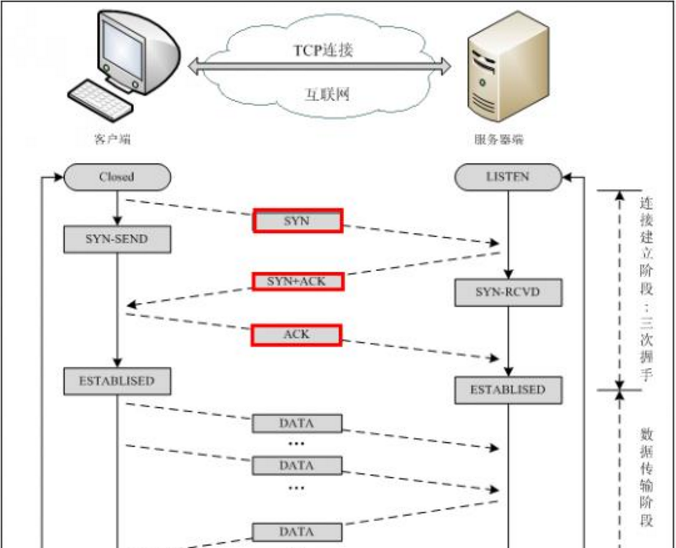 TCP连接
互联网
客户端
服务器端
Closed
LISTEN
SYN
SYN-SEND
SYN+ACK
SYN-RCVD
ACK
ESTABLISED
ESTABLISED
连接建立阶段：三次握手
DATA
...
DATA
...
DATA
数据传输阶段